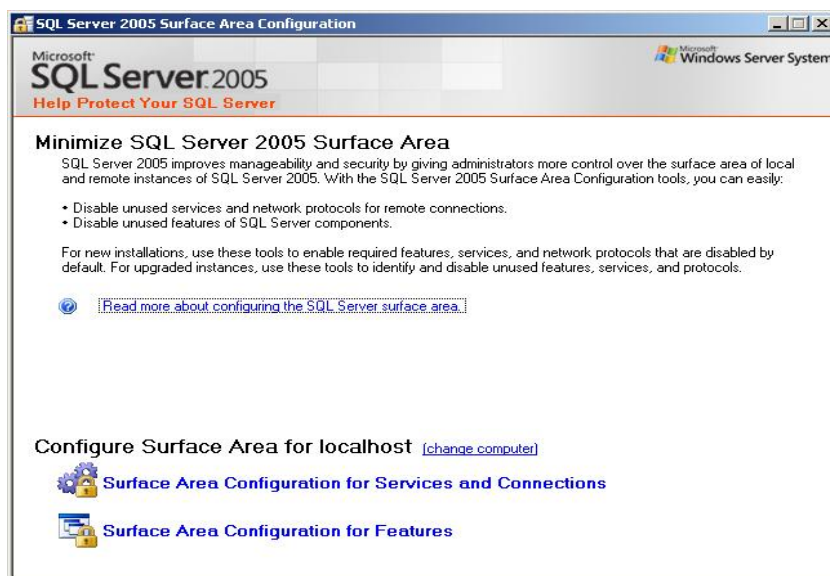 SQL Server 2005 Surface Area Configuration
Microsoft
SQL Server 2005
Help Protect Your SQL Server
Microsoft
Windows Server System
Minimize SQL Server 2005 Surface Area
SQL Server 2005 improves manageability and security by giving administrators more control over the surface area of local
and remote instances of SQL Server 2005. With the SQL Server 2005 Surface Area Configuration tools, you can easily:
• Disable unused services and network protocols for remote connections.
• Disable unused features of SQL Server components.
For new installations, use these tools to enable required features, services, and network protocols that are disabled by
default. For upgraded instances, use these tools to identify and disable unused features, services, and protocols.
Read more about configuring the SQL Server surface area.
Configure Surface Area for localhost (change computer)
Surface Area Configuration for Services and Connections
Surface Area Configuration for Features